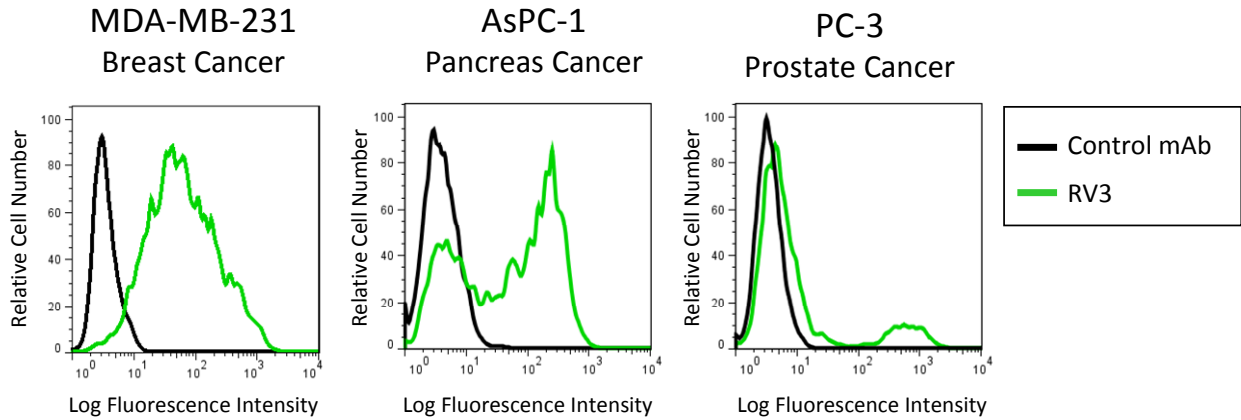 MDA-MB-231
Breast Cancer
AsPC-1
Pancreas Cancer
PC-3
Prostate Cancer
Relative Cell Number
100
80
60
40
20
0
10^0
10^1
10^2
10^3
10^4
Log Fluorescence Intensity
Relative Cell Number
100
80
60
40
20
0
10^0
10^1
10^2
10^3
10^4
Log Fluorescence Intensity
Relative Cell Number
100
80
60
40
20
0
10^0
10^1
10^2
10^3
10^4
Log Fluorescence Intensity
Control mAb
RV3